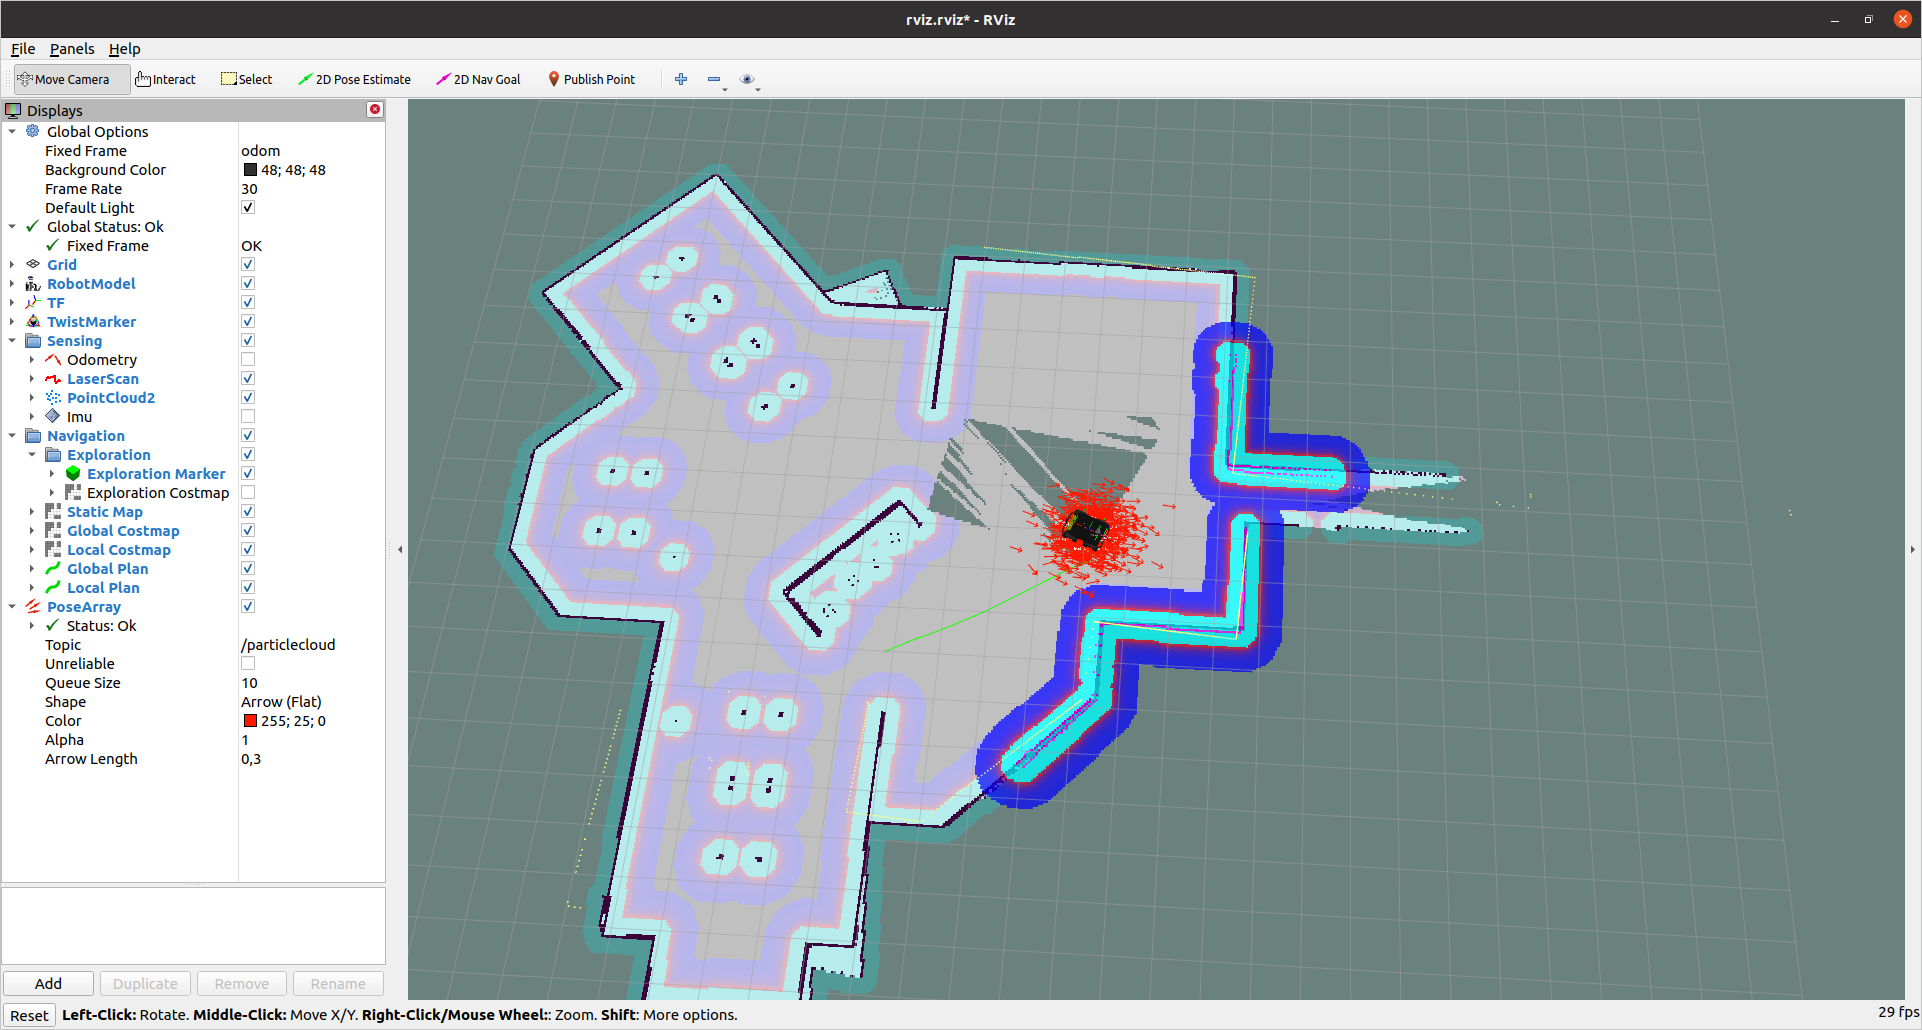 rviz.rviz* - RViz
File Panels Help
Move Camera Interact Select 2D Pose Estimate 2D Nav Goal Publish Point
Displays
Global Options
Fixed Frame odom
Background Color 48; 48; 48
Frame Rate 30
Default Light
Global Status: Ok
Fixed Frame OK
Grid
RobotModel
TF
TwistMarker
Sensing
Odometry
LaserScan
PointCloud2
Imu
Navigation
Exploration
Exploration Marker
Exploration Costmap
Static Map
Global Costmap
Local Costmap
Global Plan
Local Plan
PoseArray
Status: Ok
Topic /particlecloud
Unreliable
Queue Size 10
Shape Arrow (Flat)
Color 255; 25; 0
Alpha 1
Arrow Length 0,3
Add Duplicate Remove Rename
Reset Left-Click: Rotate. Middle-Click: Move X/Y. Right-Click/Mouse Wheel:: Zoom. Shift: More options. 29 fps